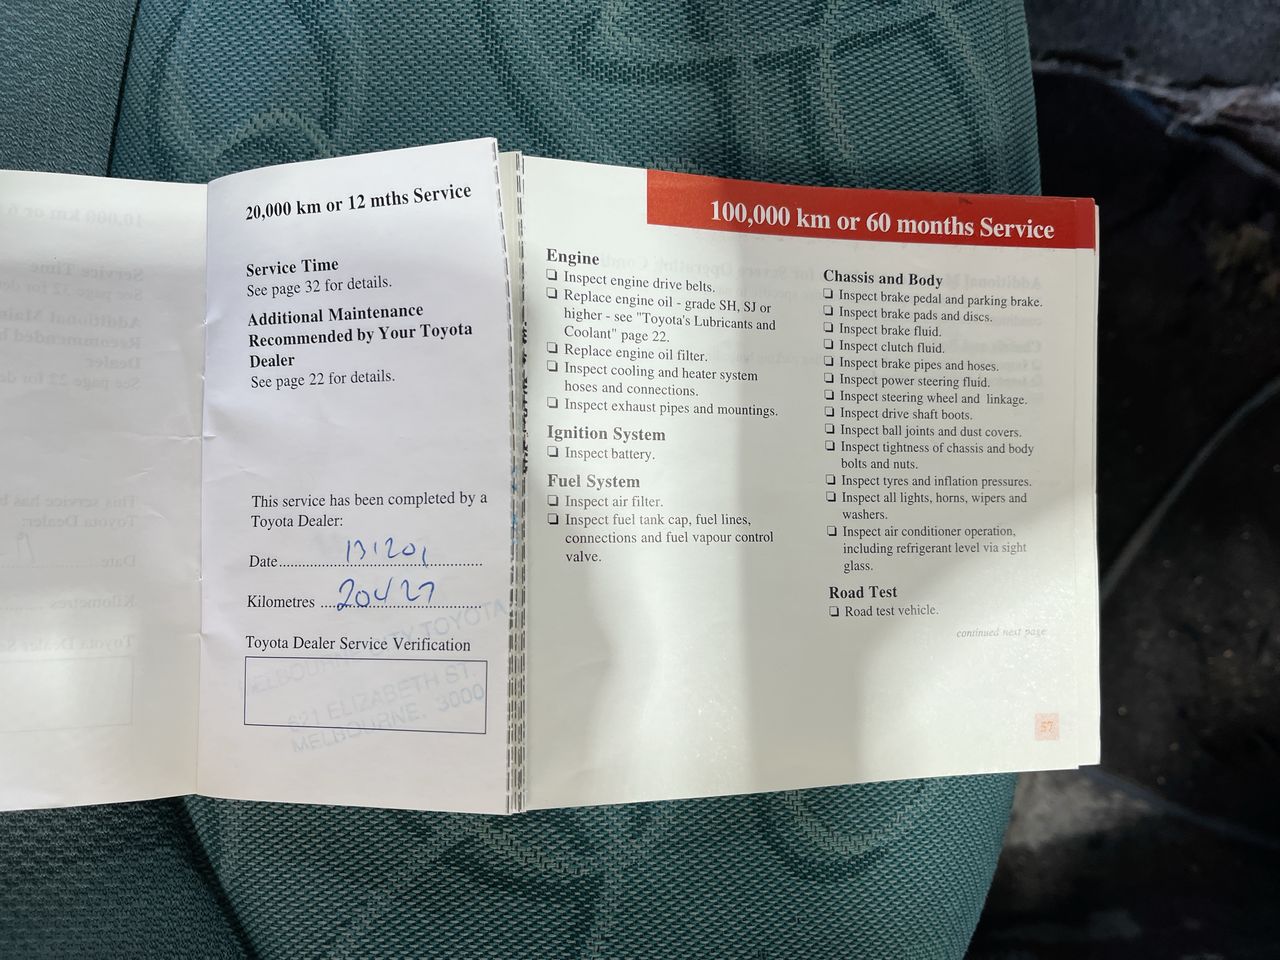 20,000 km or 12 mths Service
Service Time
See page 32 for details.
Additional Maintenance
Recommended by Your Toyota
Dealer
See page 22 for details.
This service has been completed by a
Toyota Dealer:
Date
Kilometres 20427
Toyota Dealer Service Verification
MELBOURNE CITY TOYOTA
621 ELIZABETH ST.
MELBOURNE. 3000
100,000 km or 60 months Service
Engine
Inspect engine drive belts.
Replace engine oil - grade SH, SJ or
higher - see "Toyota's Lubricants and
Coolant" page 22.
Replace engine oil filter.
Inspect cooling and heater system
hoses and connections.
Inspect exhaust pipes and mountings.
Ignition System
Inspect battery.
Fuel System
Inspect air filter.
Inspect fuel tank cap, fuel lines,
connections and fuel vapour control
valve.
Chassis and Body
Inspect brake pedal and parking brake.
Inspect brake pads and discs.
Inspect brake fluid.
Inspect clutch fluid.
Inspect brake pipes and hoses.
Inspect power steering fluid.
Inspect steering wheel and linkage.
Inspect drive shaft boots.
Inspect ball joints and dust covers.
Inspect tightness of chassis and body
bolts and nuts.
Inspect tyres and inflation pressures.
Inspect all lights, horns, wipers and
washers.
Inspect air conditioner operation,
including refrigerant level via sight
glass.
Road Test
Road test vehicle.
continued next page
57